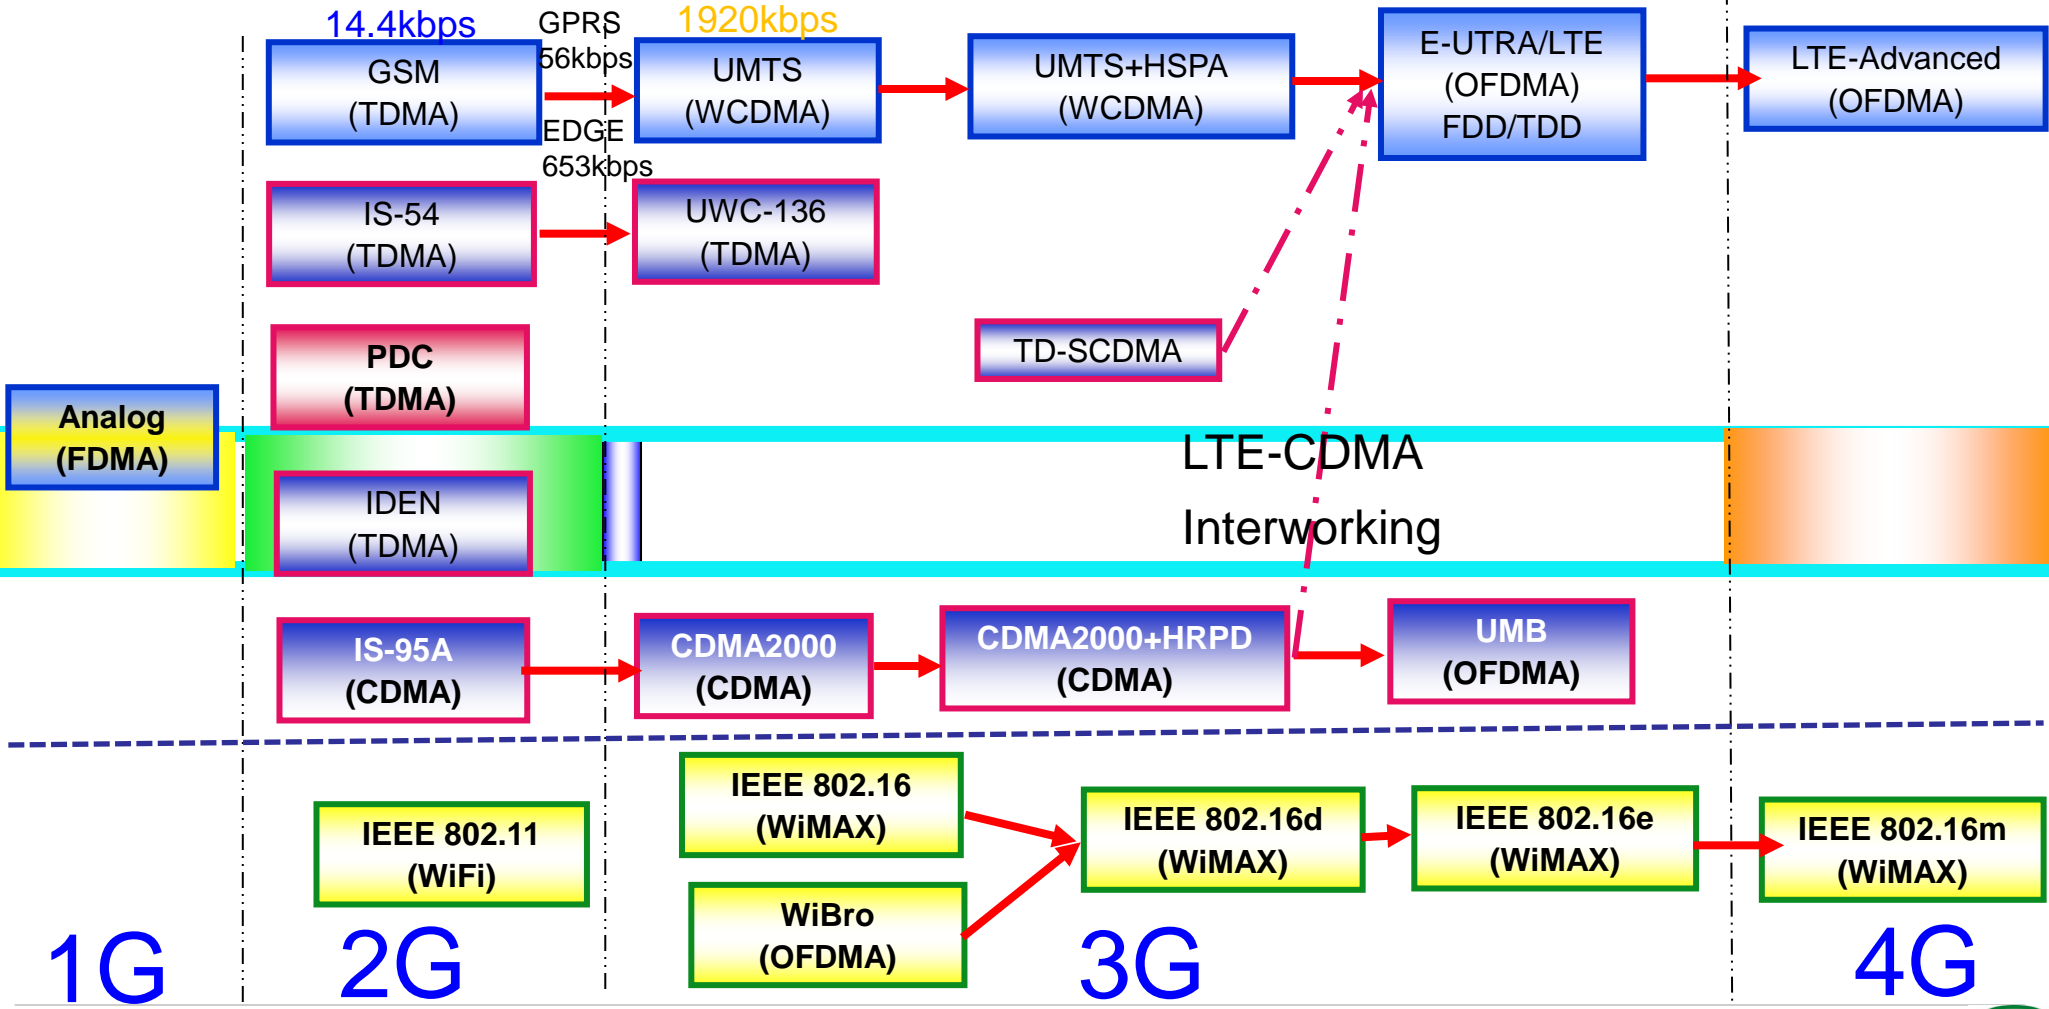 14.4kbps
GPRS
56kbps
1920kbps
GSM
(TDMA)
UMTS
(WCDMA)
UMTS+HSPA
(WCDMA)
E-UTRA/LTE
(OFDMA)
FDD/TDD
LTE-Advanced
(OFDMA)
EDGE
653kbps
IS-54
(TDMA)
UWC-136
(TDMA)
PDC
(TDMA)
TD-SCDMA
Analog
(FDMA)
IDEN
(TDMA)
LTE-CDMA
Interworking
IS-95A
(CDMA)
CDMA2000
(CDMA)
CDMA2000+HRPD
(CDMA)
UMB
(OFDMA)
IEEE 802.11
(WiFi)
IEEE 802.16
(WiMAX)
WiBro
(OFDMA)
IEEE 802.16d
(WiMAX)
IEEE 802.16e
(WiMAX)
IEEE 802.16m
(WiMAX)
1G
2G
3G
4G